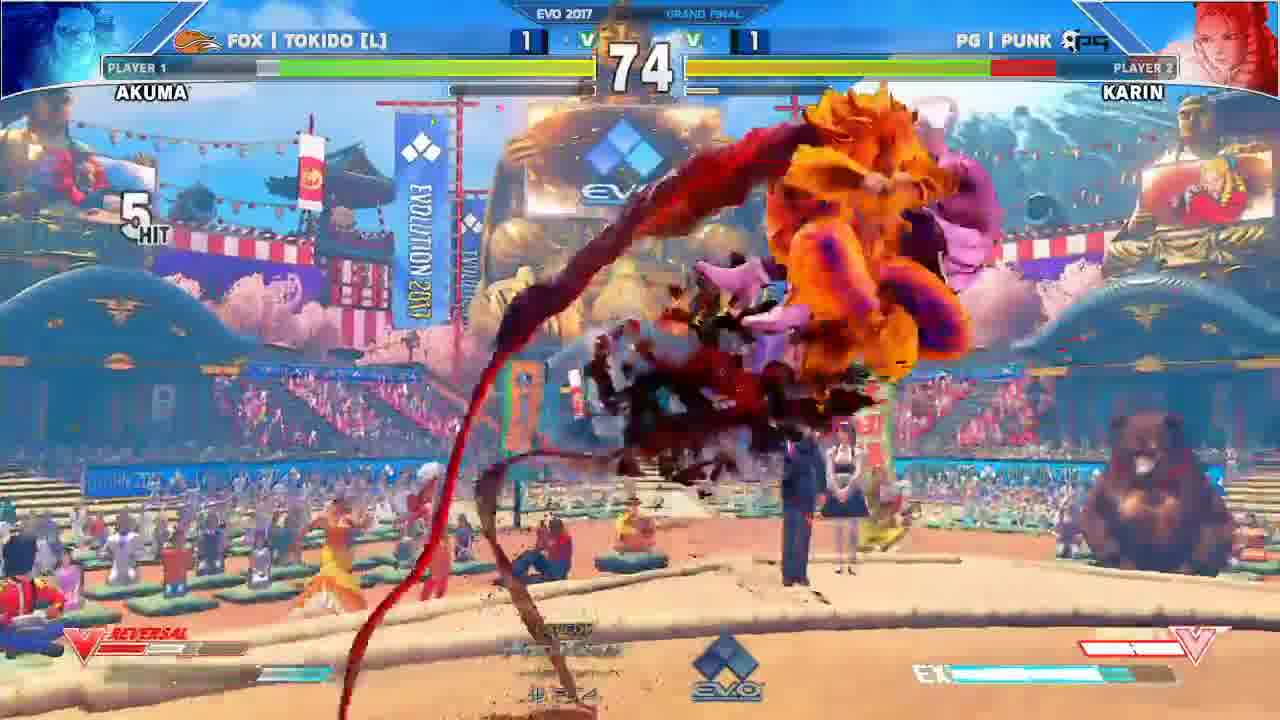 EVO 2017 GRAND FINAL
FOX | TOKIDO [L] 1 V 74 V 1 PG | PUNK
PLAYER 1 PLAYER 2
AKUMA KARIN
EVO
5
HIT
EVOLUTION 2017
REVERSAL
EX
EVO